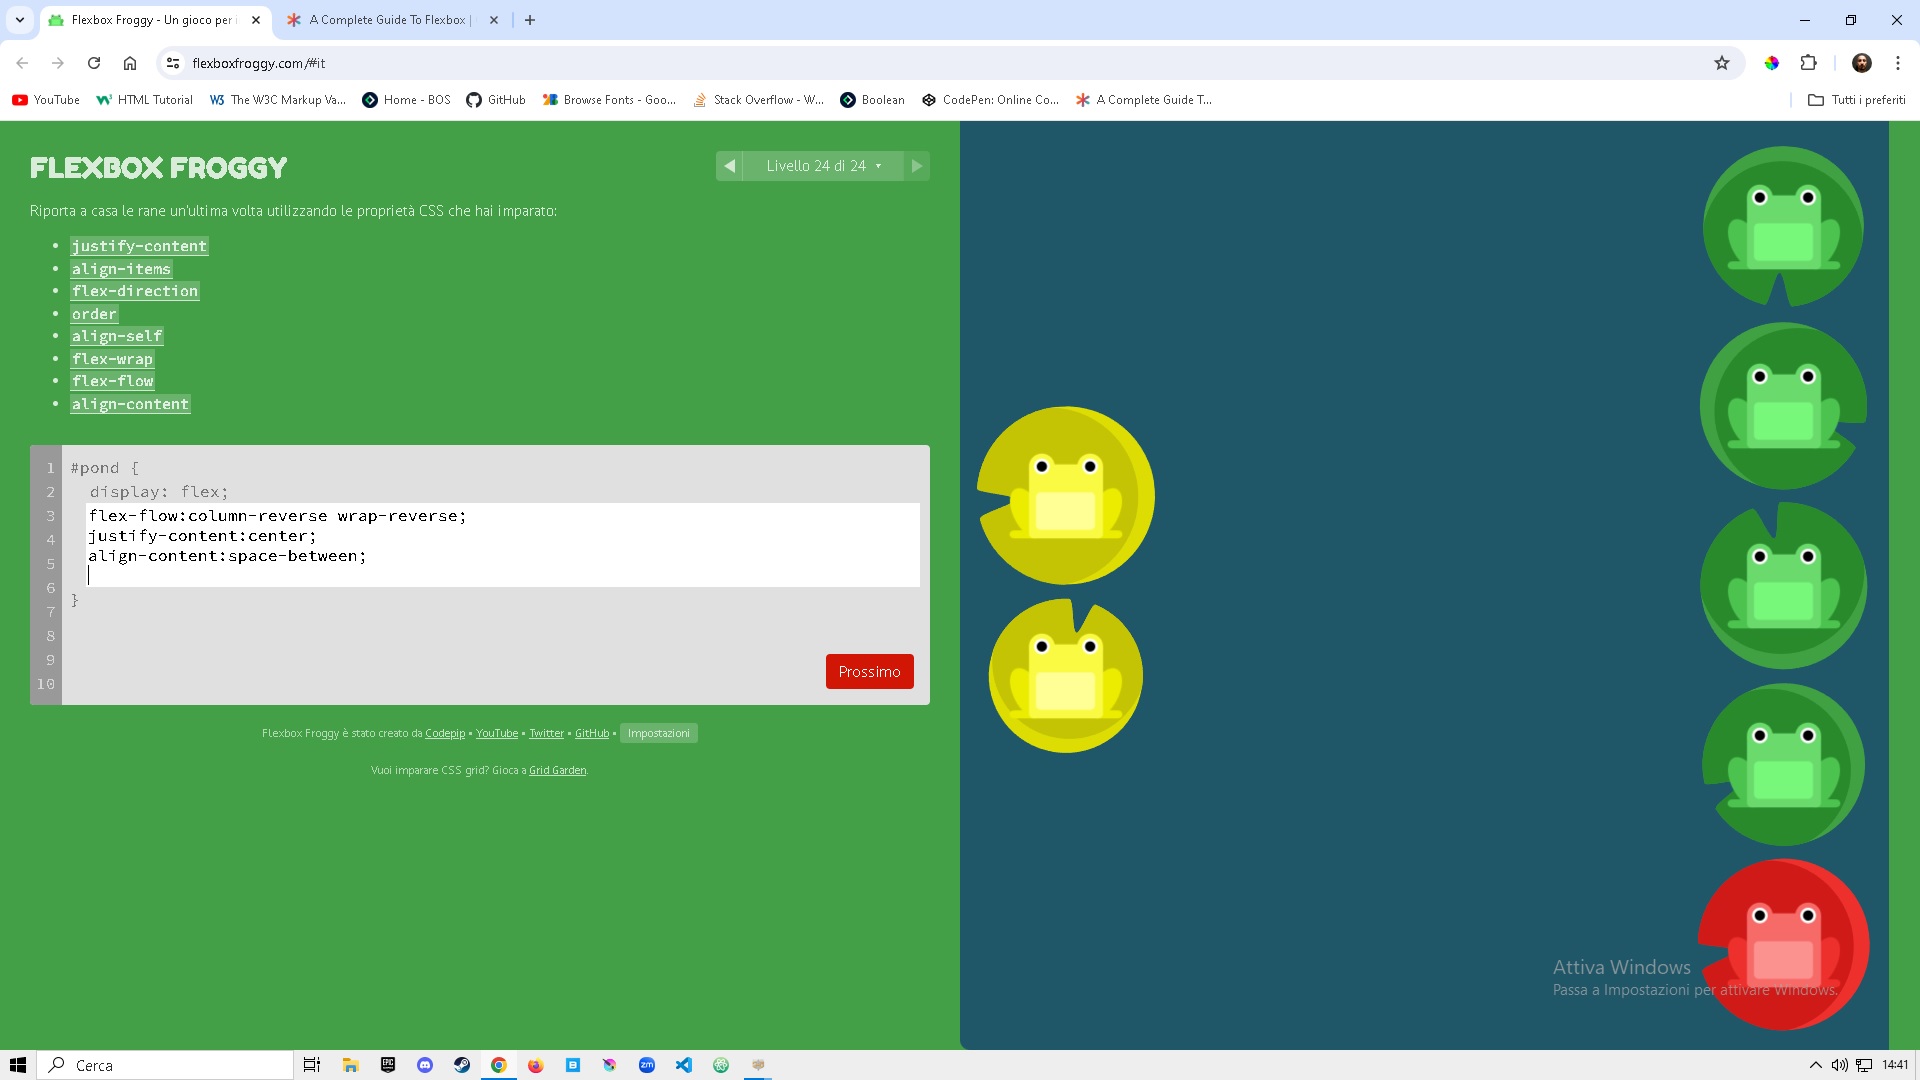 Flexbox Froggy - Un gioco per i
A Complete Guide To Flexbox |
flexboxfroggy.com/#it
YouTube
HTML Tutorial
The W3C Markup Va...
Home - BOS
GitHub
Browse Fonts - Goo...
Stack Overflow - W...
Boolean
CodePen: Online Co...
A Complete Guide T...
Tutti i preferiti
FLEXBOX FROGGY
Livello 24 di 24
Riporta a casa le rane un'ultima volta utilizzando le proprietà CSS che hai imparato:
justify-content
align-items
flex-direction
order
align-self
flex-wrap
flex-flow
align-content
1 #pond {
2 display: flex;
3 flex-flow:column-reverse wrap-reverse;
4 justify-content:center;
5 align-content:space-between;
6 }
7
8
9
10
Prossimo
Flexbox Froggy è stato creato da Codepip • YouTube • Twitter • GitHub • Impostazioni
Vuoi imparare CSS grid? Gioca a Grid Garden.
Attiva Windows
Passa a Impostazioni per attivare Windows.
Cerca
14:41